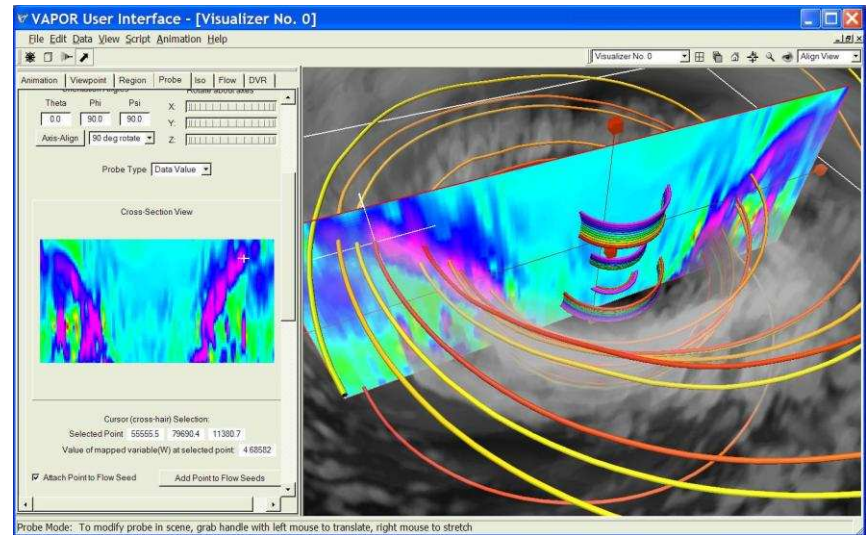 VAPOR User Interface - [Visualizer No. 0]
File Edit Data View Script Animation Help
Visualizer No. 0 Align View
Animation Viewpoint Region Probe Iso Flow DVR
Orientation Angles Rotate about axes
Theta Phi Psi X:
0.0 90.0 90.0 Y:
Axis-Align 90 deg rotate Z:
Probe Type Data Value
Cross-Section View
Cursor (cross-hair) Selection:
Selected Point 55555.5 79690.4 11380.7
Value of mapped variable(W) at selected point: 4.68582
Attach Point to Flow Seed Add Point to Flow Seeds
Probe Mode: To modify probe in scene, grab handle with left mouse to translate, right mouse to stretch